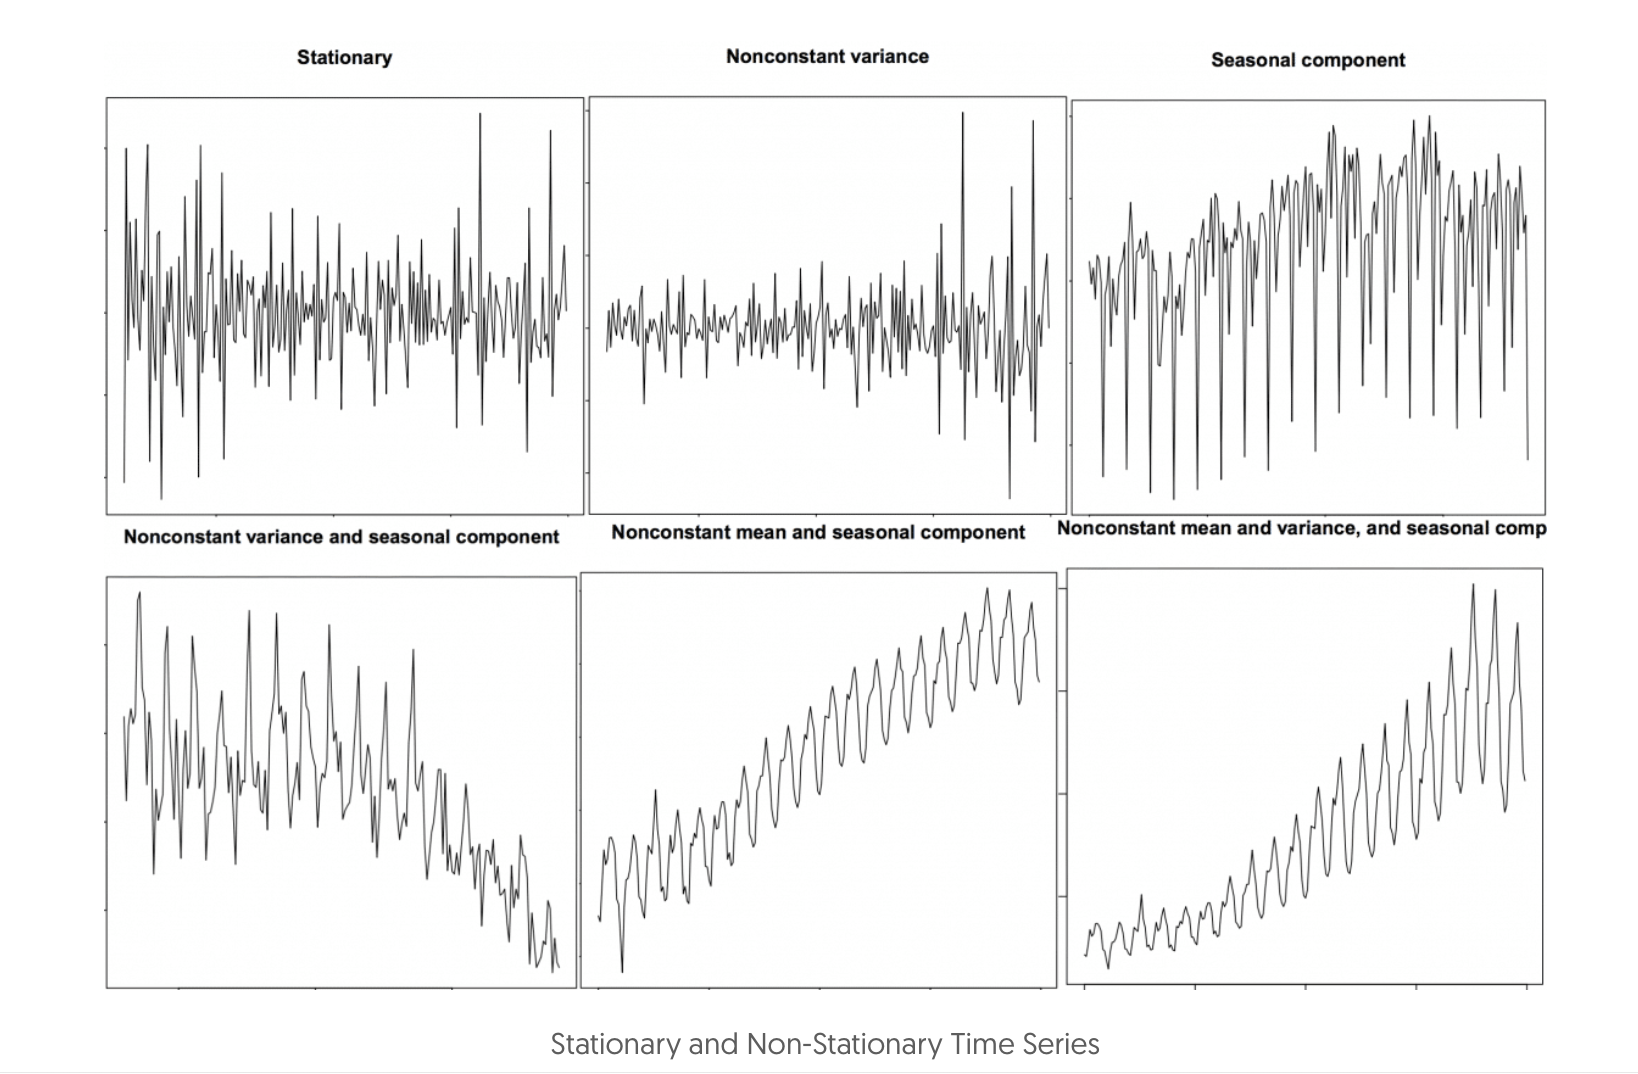 Stationary
Nonconstant variance
Seasonal component
Nonconstant variance and seasonal component
Nonconstant mean and seasonal component
Nonconstant mean and variance, and seasonal comp
Stationary and Non-Stationary Time Series